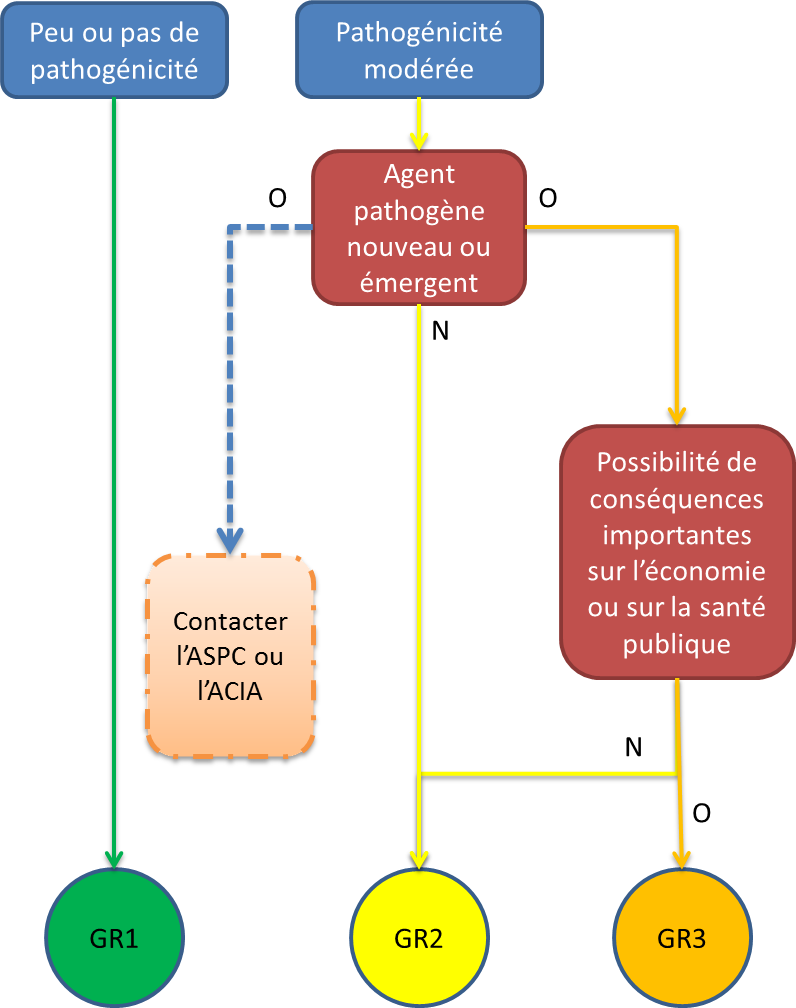 Peu ou pas de
pathogénicité
Pathogénicité
modérée
Agent
pathogène
nouveau ou
émergent
O
O
N
Possibilité de
conséquences
importantes
sur l’économie
ou sur la santé
publique
Contacter
l’ASPC ou
l’ACIA
N
O
GR1
GR2
GR3